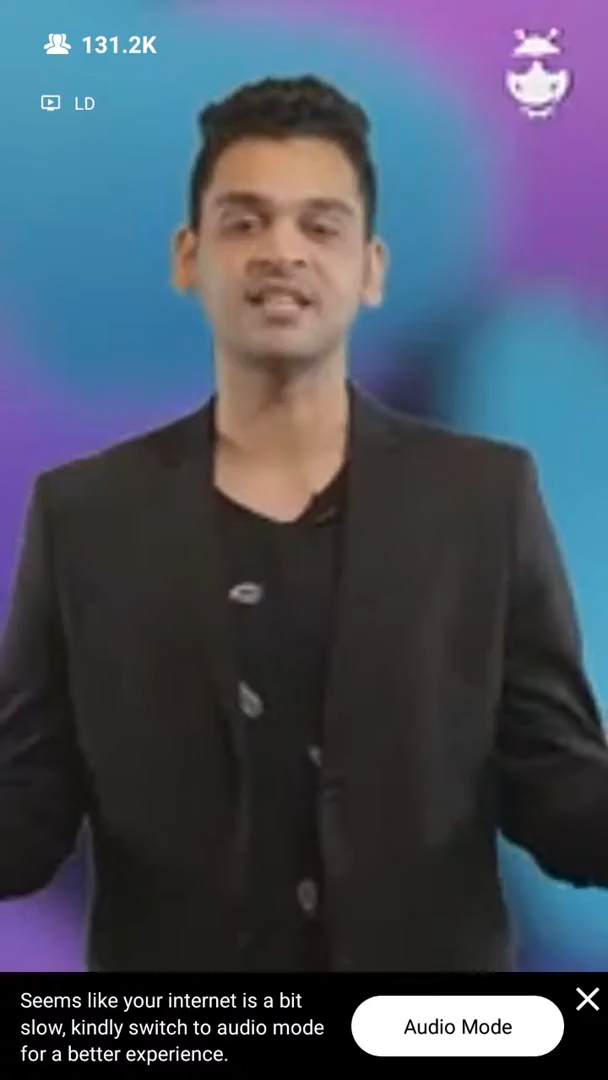 131.2K
LD
Seems like your internet is a bit
slow, kindly switch to audio mode
for a better experience.
Audio Mode